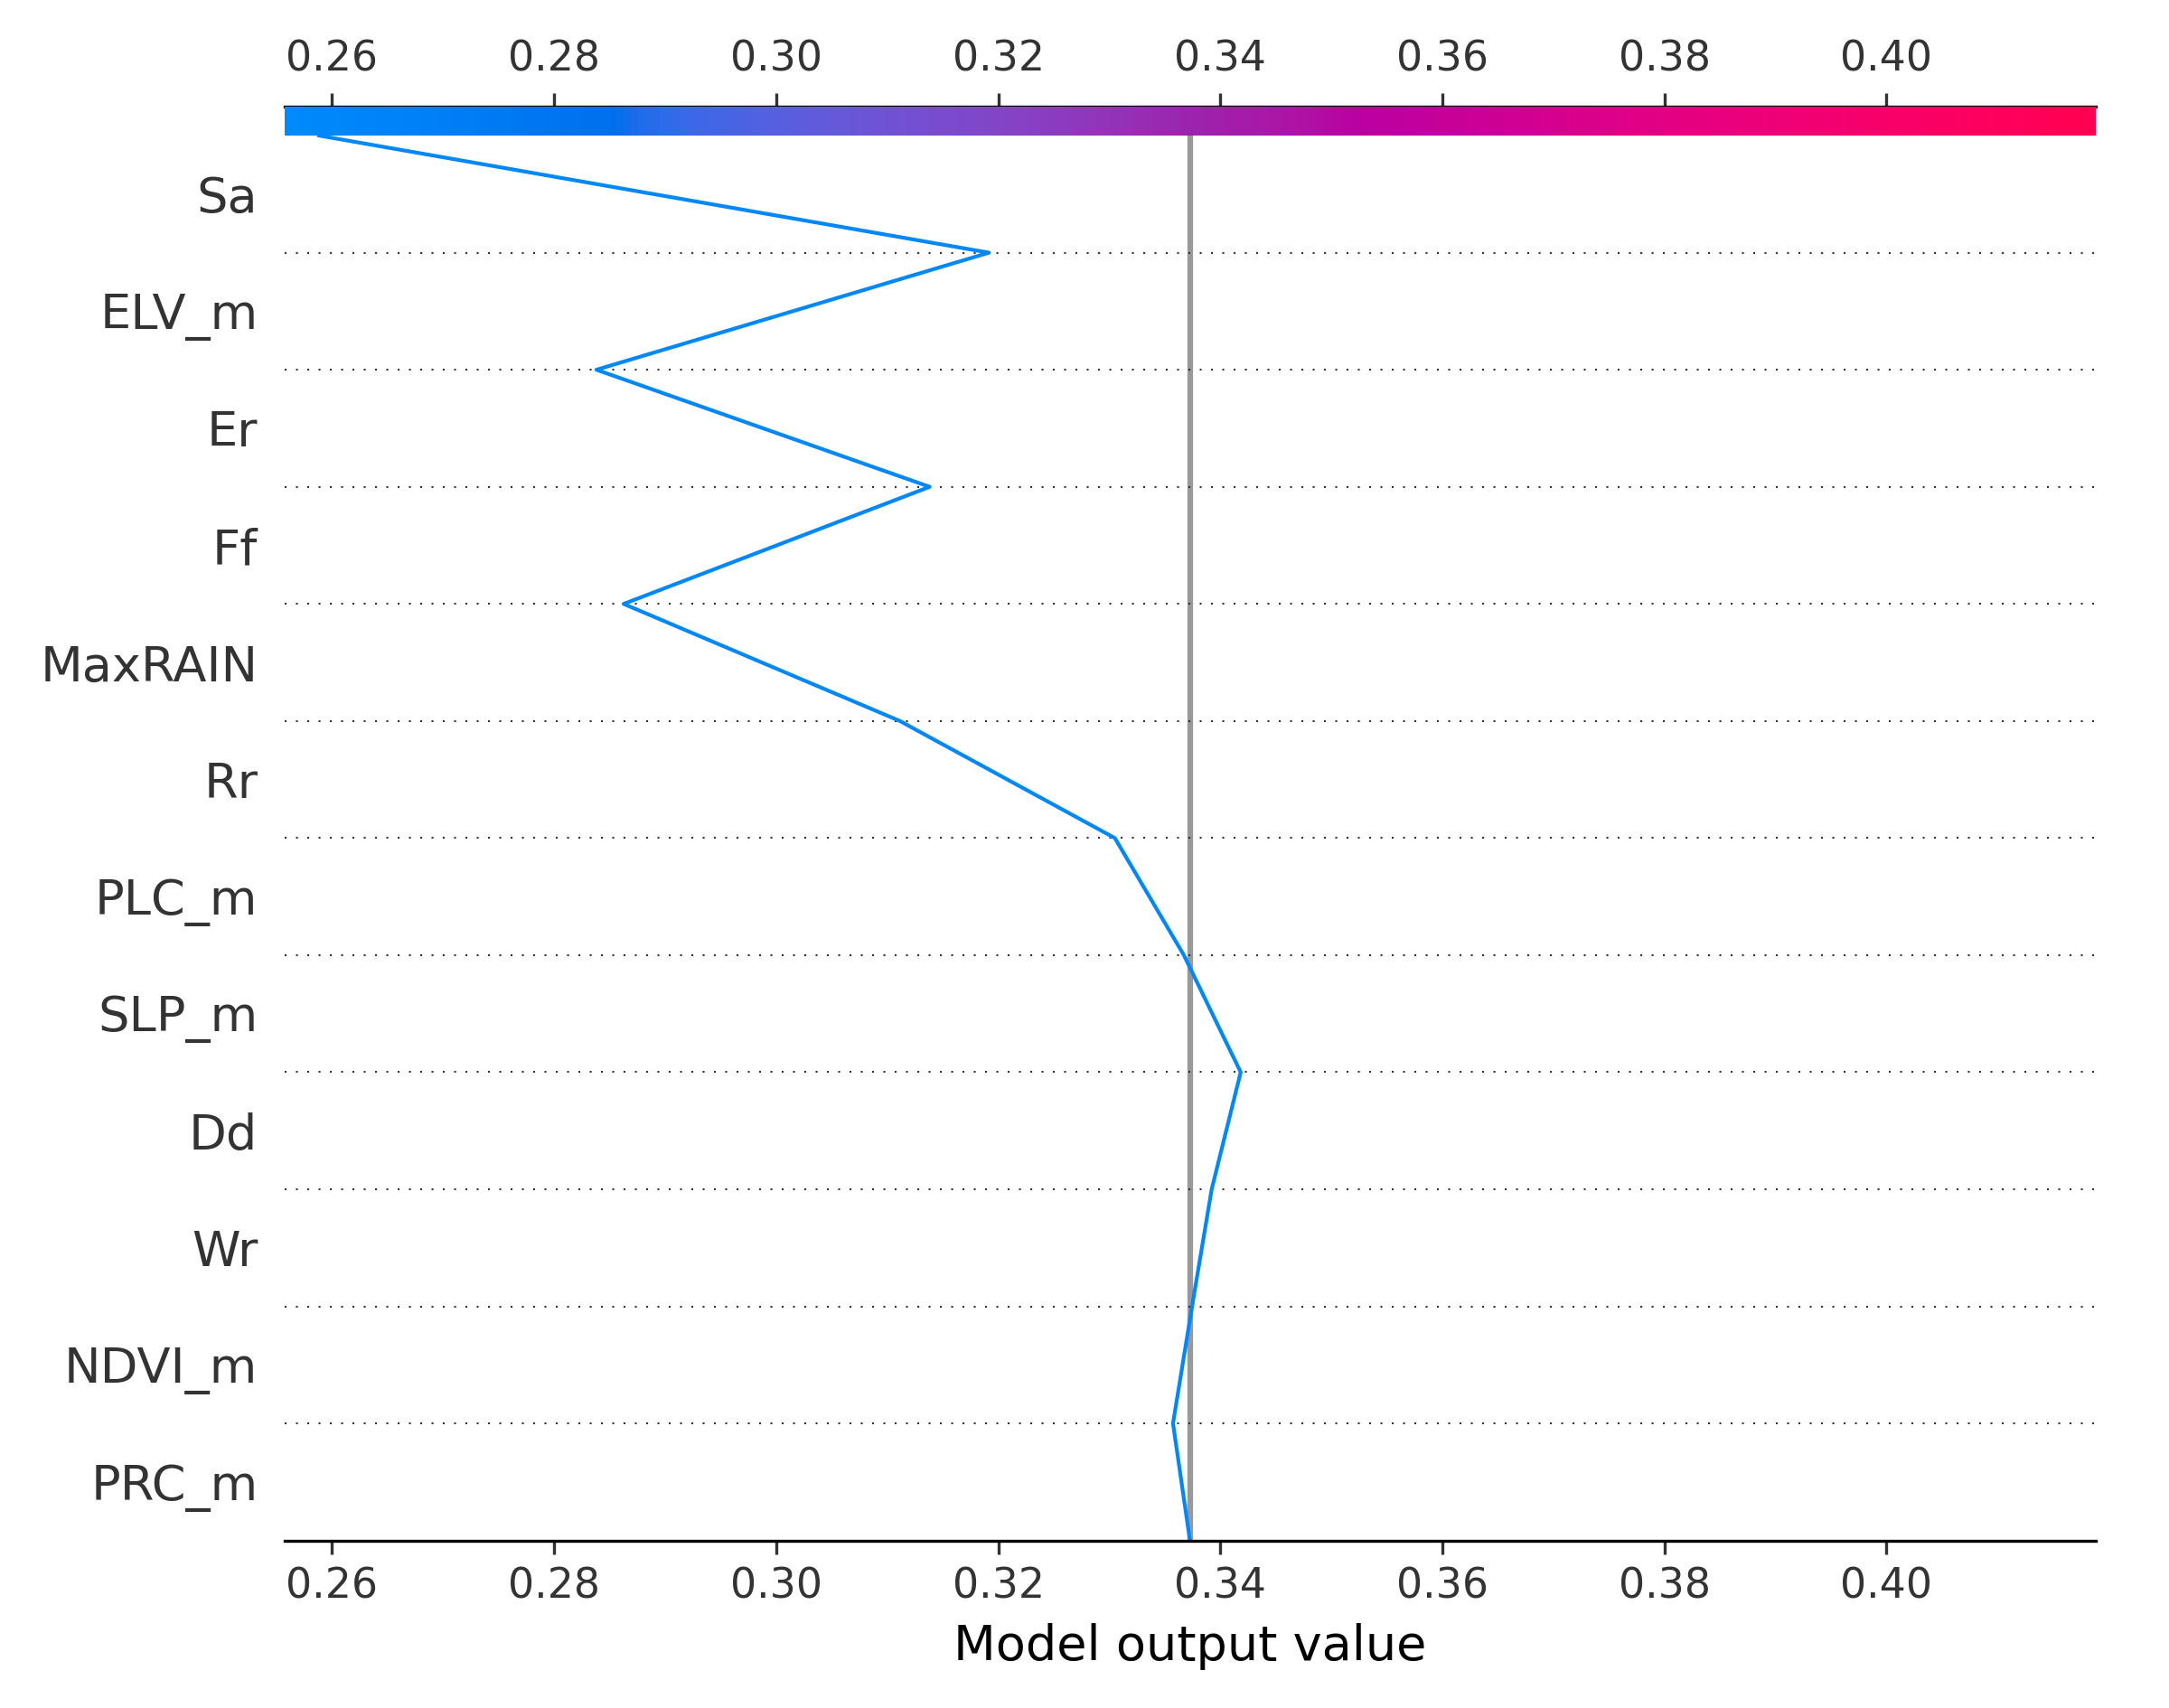 0.26 0.28 0.30 0.32 0.34 0.36 0.38 0.40
Sa
ELV_m
Er
Ff
MaxRAIN
Rr
PLC_m
SLP_m
Dd
Wr
NDVI_m
PRC_m
0.26 0.28 0.30 0.32 0.34 0.36 0.38 0.40
Model output value